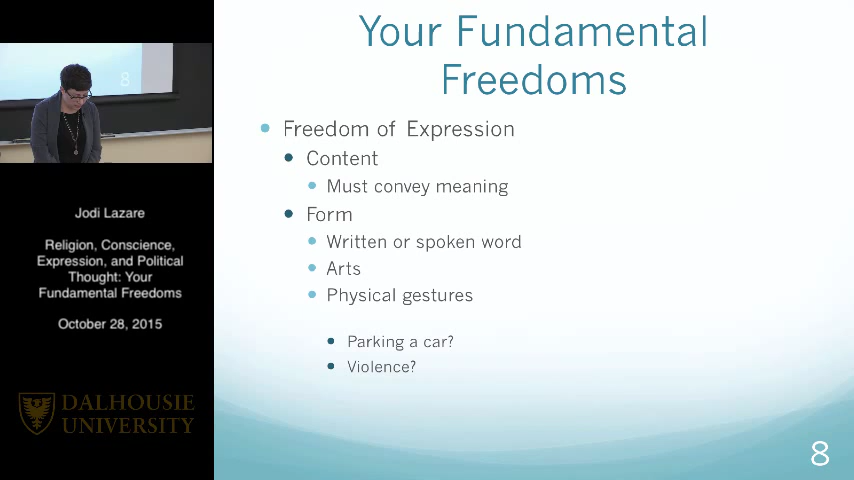 8
Jodi Lazare
Religion, Conscience,
Expression, and Political
Thought: Your
Fundamental Freedoms
October 28, 2015
DALHOUSIE
UNIVERSITY
Your Fundamental
Freedoms
Freedom of Expression
Content
Must convey meaning
Form
Written or spoken word
Arts
Physical gestures
Parking a car?
Violence?
8